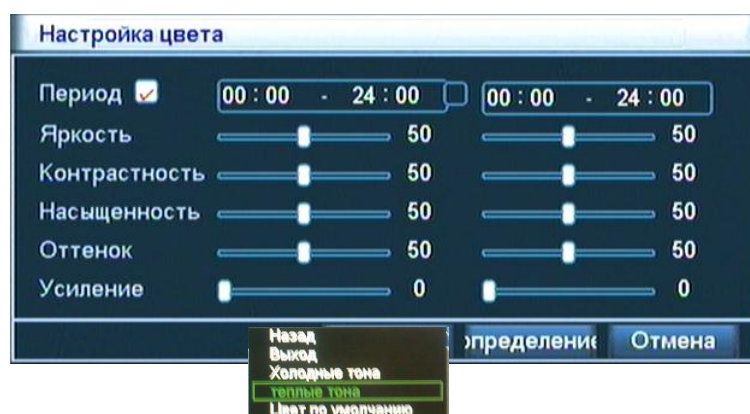 Настройка цвета
Период 00:00 - 24:00 00:00 - 24:00
Яркость 50 50
Контрастность 50 50
Насыщенность 50 50
Оттенок 50 50
Усиление 0 0
Отмена
Назад
Выход
Холодные тона
теплые тона
Цвет по умолчанию